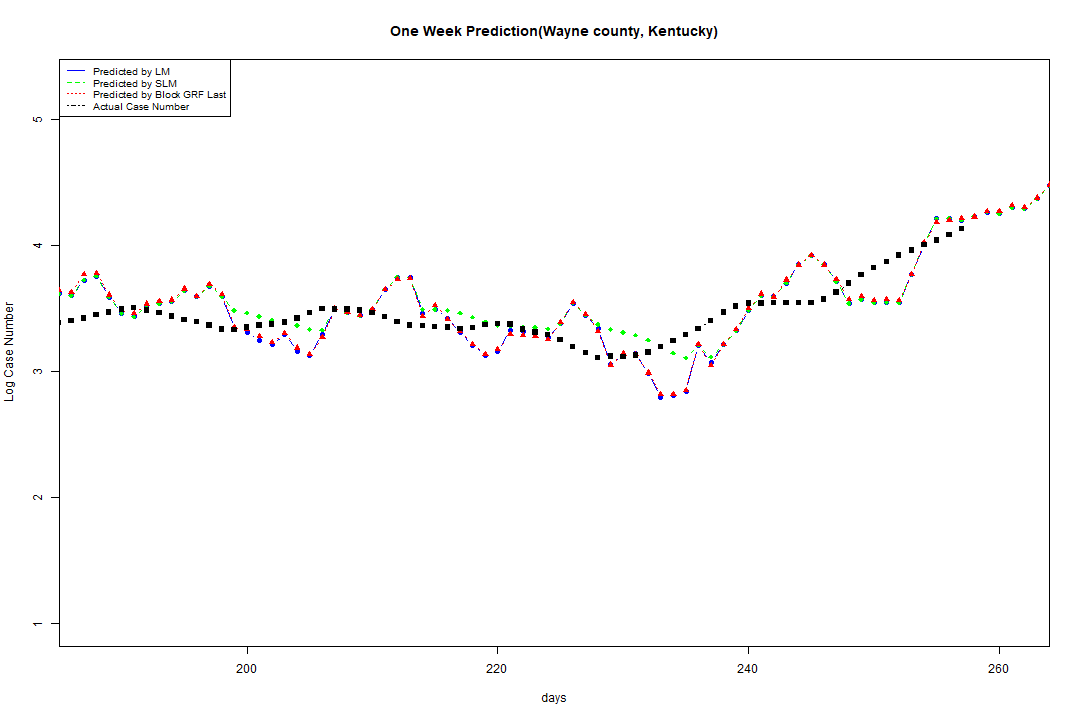 One Week Prediction(Wayne county, Kentucky)
Predicted by LM
Predicted by SLM
Predicted by Block GRF Last
Actual Case Number
5
4
3
2
1
Log Case Number
200 220 240 260
days